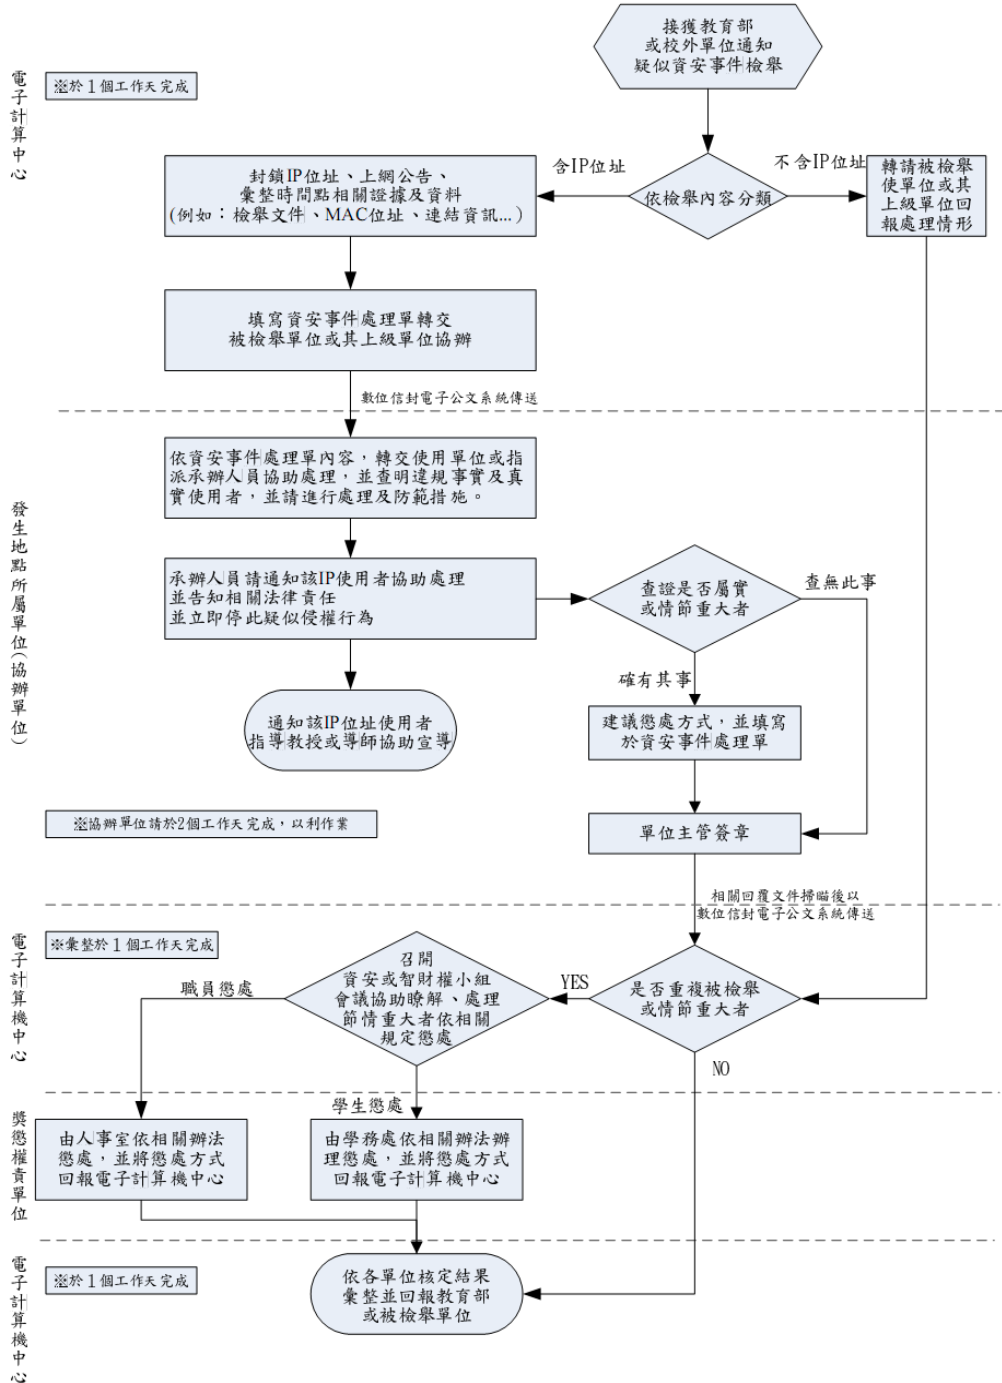 接獲教育部
或校外單位通知
疑似資安事件檢舉
電子計算中心
※於1個工作天完成
含IP位址
不含IP位址
封鎖IP位址、上網公告、
彙整時間點相關證據及資料
(例如：檢舉文件、MAC位址、連結資訊...)
依檢舉內容分類
轉請被檢舉
使單位或其
上級單位回
報處理情形
填寫資安事件處理單轉交
被檢舉單位或其上級單位協辦
數位信封電子公文系統傳送
發生地點所屬單位(協辦單位)
依資安事件處理單內容，轉交使用單位或指
派承辦人員協助處理，並查明違規事實及真
實使用者，並請進行處理及防範措施。
承辦人員請通知該IP使用者協助處理
並告知相關法律責任
並立即停此疑似侵權行為
查證是否屬實
或情節重大者
查無此事
確有其事
通知該IP位址使用者
指導教授或導師協助宣導
建議懲處方式，並填寫
於資安事件處理單
※協辦單位請於2個工作天完成，以利作業
單位主管簽章
相關回覆文件掃瞄後以
數位信封電子公文系統傳送
電子計算機中心
※彙整於1個工作天完成
職員懲處
召開
資安或智財權小組
會議協助瞭解、處理
節情重大者依相關
規定懲處
YES
是否重複被檢舉
或情節重大者
NO
學生懲處
獎懲權責單位
由人事室依相關辦法
懲處，並將懲處方式
回報電子計算機中心
由學務處依相關辦法辦
理懲處，並將懲處方式
回報電子計算機中心
電子計算機中心
※於1個工作天完成
依各單位核定結果
彙整並回報教育部
或被檢舉單位